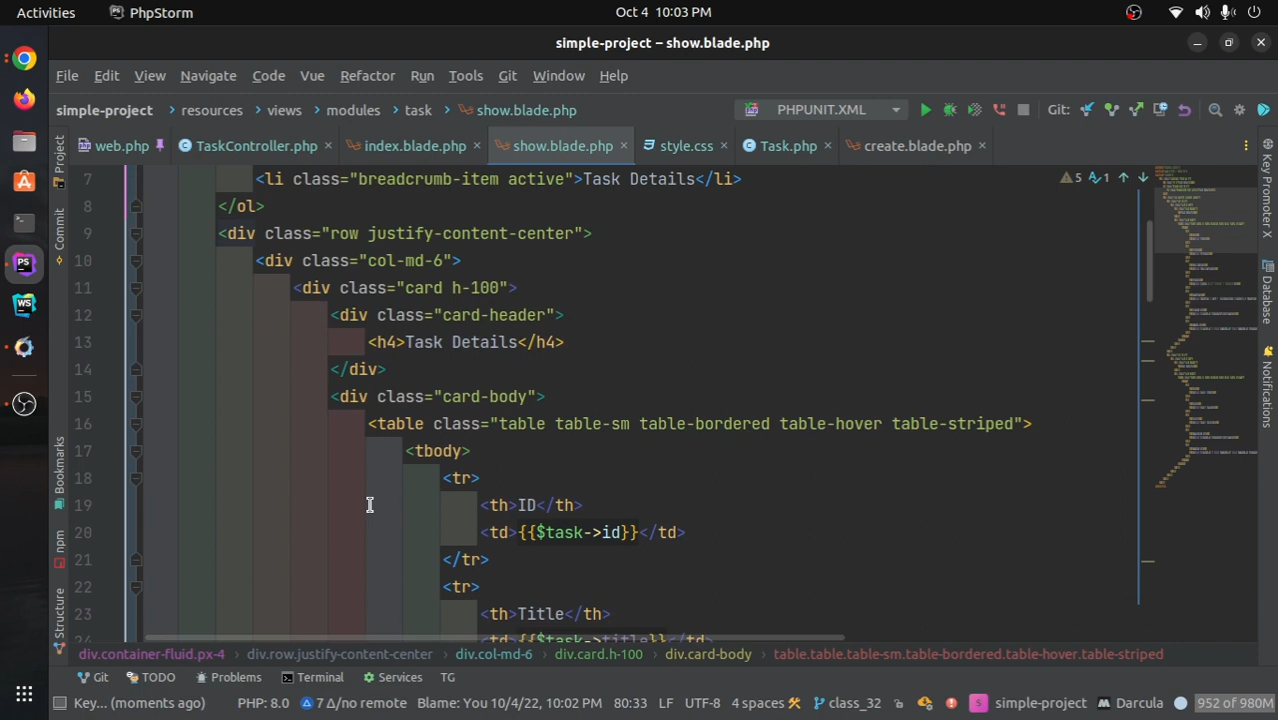 Activities PhpStorm Oct 4 10:03 PM
simple-project – show.blade.php
File Edit View Navigate Code Vue Refactor Run Tools Git Window Help
simple-project resources views modules task show.blade.php PHPUNIT.XML Git:
web.php TaskController.php index.blade.php show.blade.php style.css Task.php create.blade.php
Project
Commit
Bookmarks
npm
Structure
7 <li class="breadcrumb-item active">Task Details</li> 5 1
8 </ol>
9 <div class="row justify-content-center">
10 <div class="col-md-6">
11 <div class="card h-100">
12 <div class="card-header">
13 <h4>Task Details</h4>
14 </div>
15 <div class="card-body">
16 <table class="table table-sm table-bordered table-hover table-striped">
17 <tbody>
18 <tr>
19 <th>ID</th>
20 <td>{{$task->id}}</td>
21 </tr>
22 <tr>
23 <th>Title</th>
24 <td>{{$task->title}}</td>
Key Promoter X
Database
Notifications
div.container-fluid.px-4 div.row.justify-content-center div.col-md-6 div.card.h-100 div.card-body table.table.table-sm.table-bordered.table-hover.table-striped
Git TODO Problems Terminal Services TG
Key... (moments ago) PHP: 8.0 7 Δ/no remote Blame: You 10/4/22, 10:02 PM 80:33 LF UTF-8 4 spaces class_32 S simple-project Darcula 952 of 980M